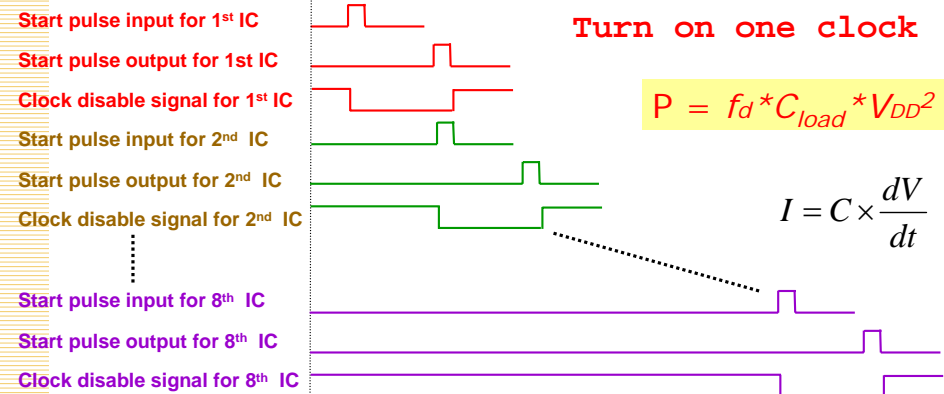 Start pulse input for 1st IC
Turn on one clock
Start pulse output for 1st IC
Clock disable signal for 1st IC
P = fd*Cload*VDD2
Start pulse input for 2nd IC
Start pulse output for 2nd IC
Clock disable signal for 2nd IC
I = C × dV/dt
Start pulse input for 8th IC
Start pulse output for 8th IC
Clock disable signal for 8th IC